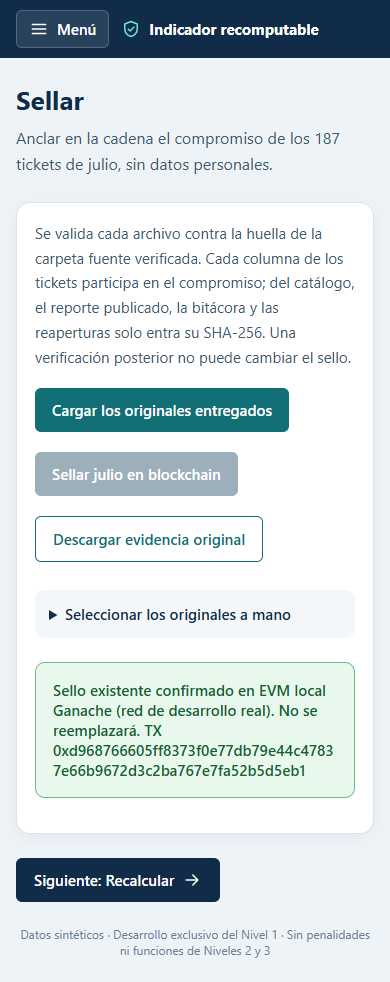 Menú
Indicador recomputable
Sellar
Anclar en la cadena el compromiso de los 187
tickets de julio, sin datos personales.
Se valida cada archivo contra la huella de la
carpeta fuente verificada. Cada columna de los
tickets participa en el compromiso; del catálogo,
el reporte publicado, la bitácora y las
reaperturas solo entra su SHA-256. Una
verificación posterior no puede cambiar el sello.
Cargar los originales entregados
Sellar julio en blockchain
Descargar evidencia original
Seleccionar los originales a mano
Sello existente confirmado en EVM local
Ganache (red de desarrollo real). No se
reemplazará. TX
0xd968766605ff8373f0e77db79e44c4783
7e66b9672d3c2ba767e7fa52b5d5eb1
Siguiente: Recalcular
Datos sintéticos · Desarrollo exclusivo del Nivel 1 · Sin penalidades
ni funciones de Niveles 2 y 3